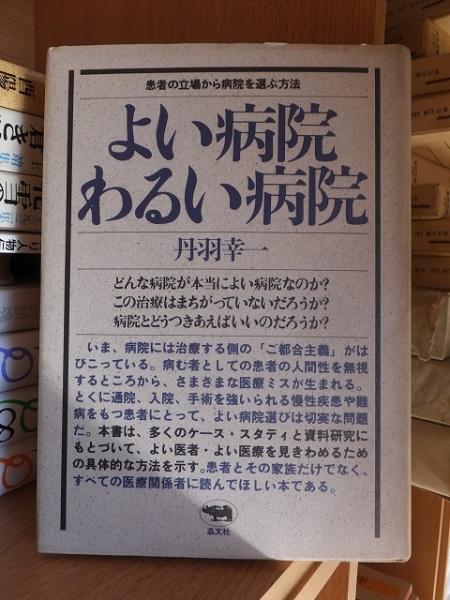 患者の立場から病院を選ぶ方法
よい病院
わるい病院
丹羽幸一
どんな病院が本当によい病院なのか?
この治療はまちがっていないだろうか?
病院とどうつきあえばいいのだろうか?
いま、病院には治療する側の「ご都合主義」がは
びこっている。病む者としての患者の人間性を無視
するところから、さまざまな医療ミスが生まれる。
とくに通院、入院、手術を強いられる慢性疾患や難
病をもつ患者にとって、よい病院選びは切実な問題
だ。本書は、多くのケース・スタディと資料研究に
もとづいて、よい医者・よい医療を見きわめるため
の具体的な方法を示す。患者とその家族だけでなく、
すべての医療関係者に読んでほしい本である。
晶文社